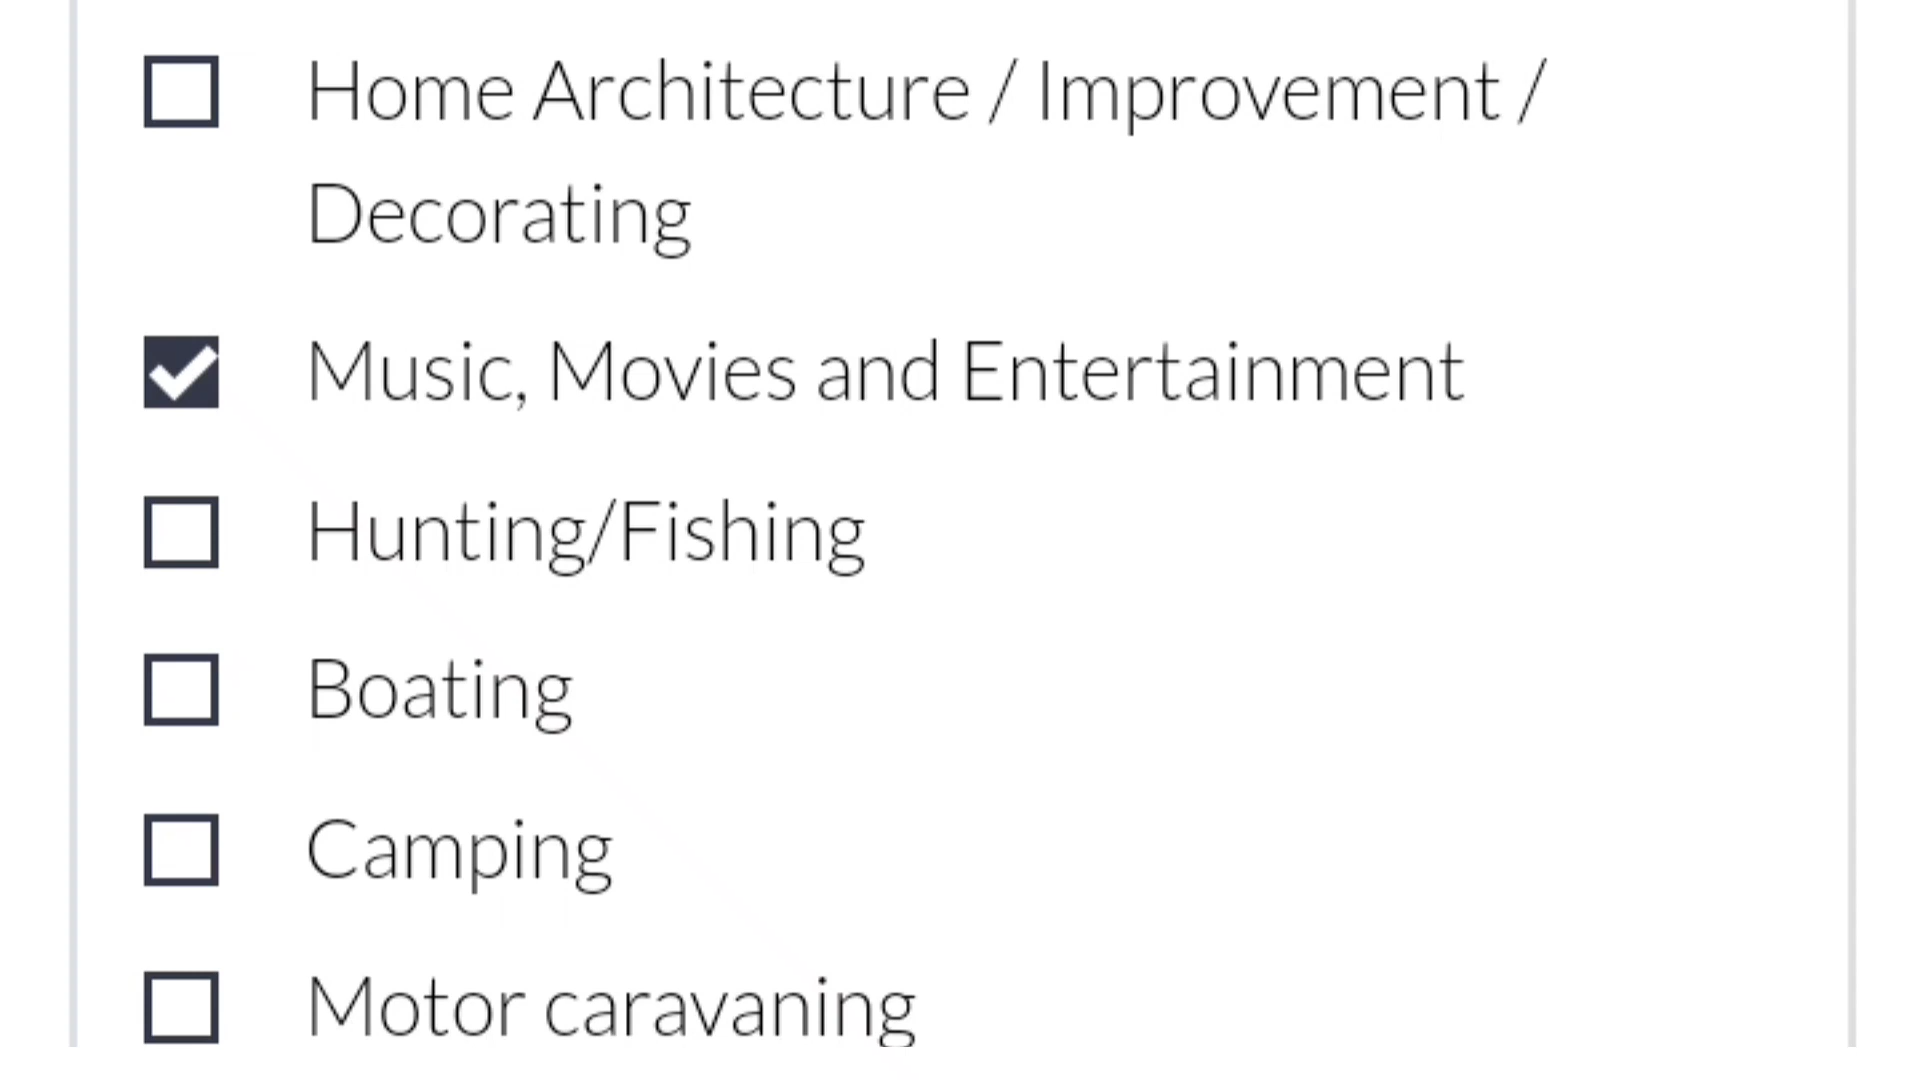 Home Architecture / Improvement /
Decorating
Music, Movies and Entertainment
Hunting/Fishing
Boating
Camping
Motor caravaning